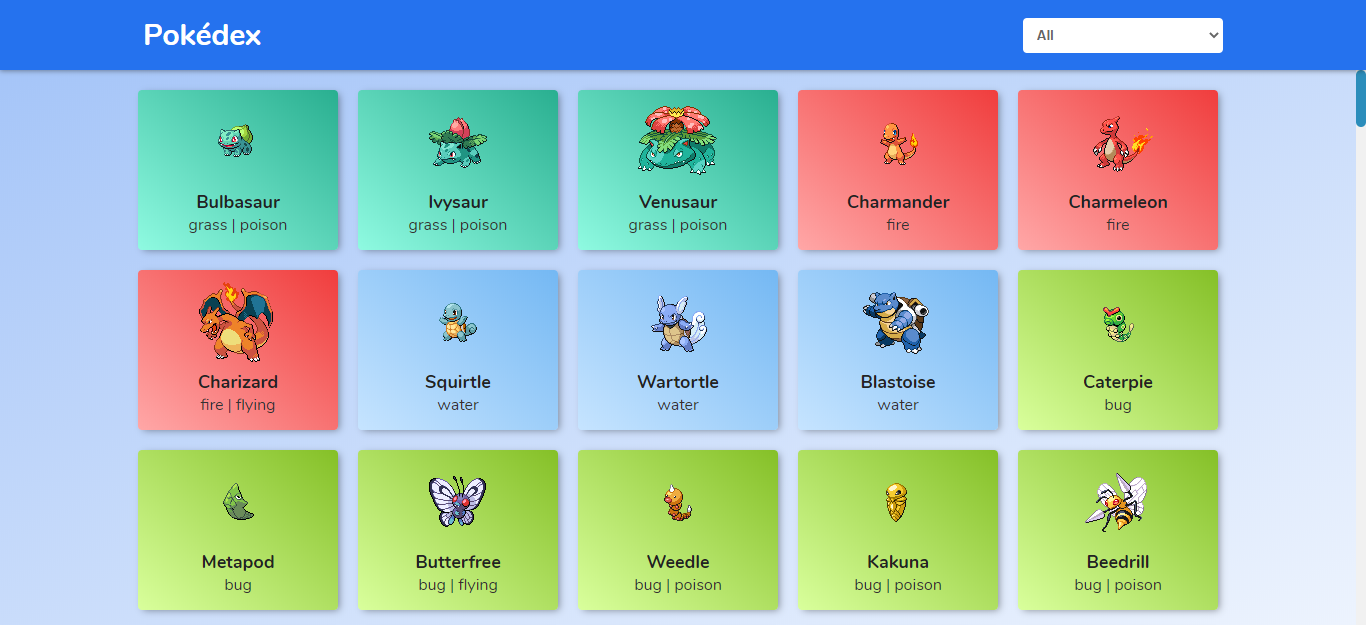 Pokédex
All
Bulbasaur
grass | poison
Ivysaur
grass | poison
Venusaur
grass | poison
Charmander
fire
Charmeleon
fire
Charizard
fire | flying
Squirtle
water
Wartortle
water
Blastoise
water
Caterpie
bug
Metapod
bug
Butterfree
bug | flying
Weedle
bug | poison
Kakuna
bug | poison
Beedrill
bug | poison